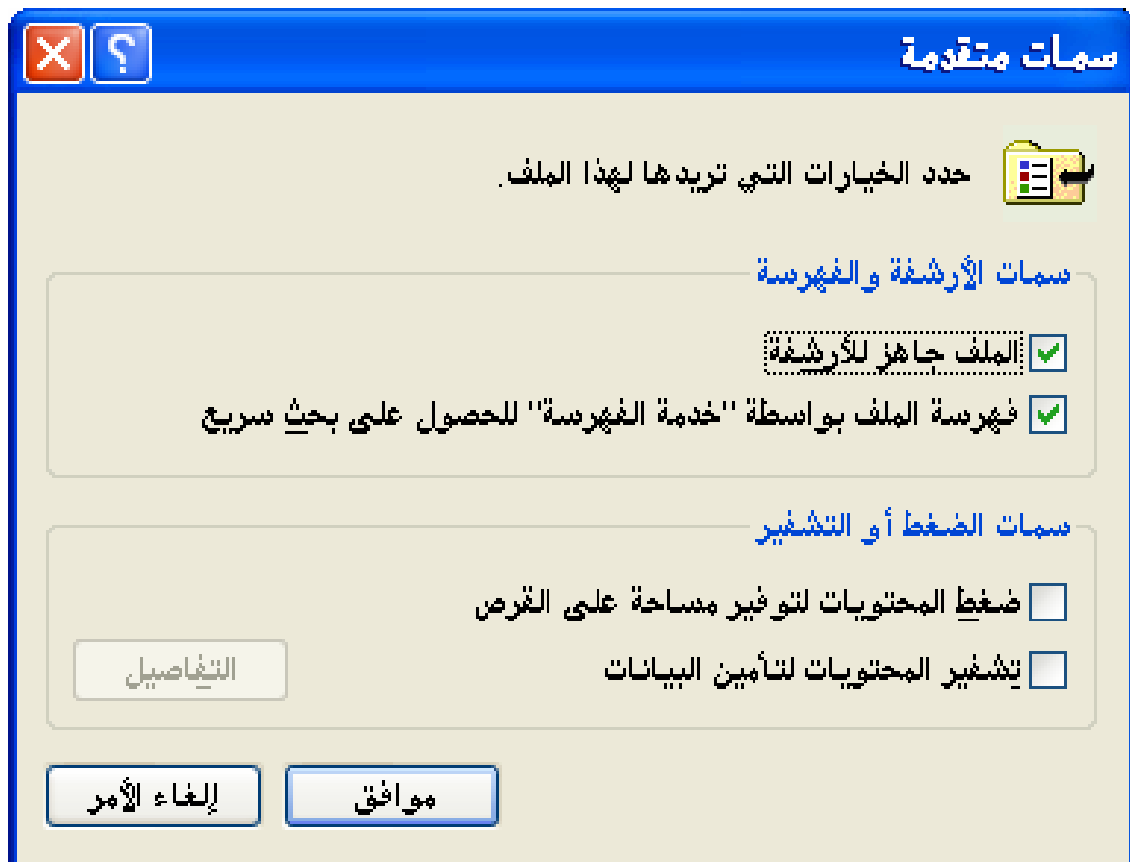 سمات متقدمة
حدد الخيارات التي تريدها لهذا الملف.
سمات الأرشفة والفهرسة
الملف جاهز للأرشفة
فهرسة الملف بواسطة "خدمة الفهرسة" للحصول على بحث سريع
سمات الضغط أو التشفير
ضغط المحتويات لتوفير مساحة على القرص
تشفير المحتويات لتأمين البيانات
التفاصيل
موافق
إلغاء الأمر